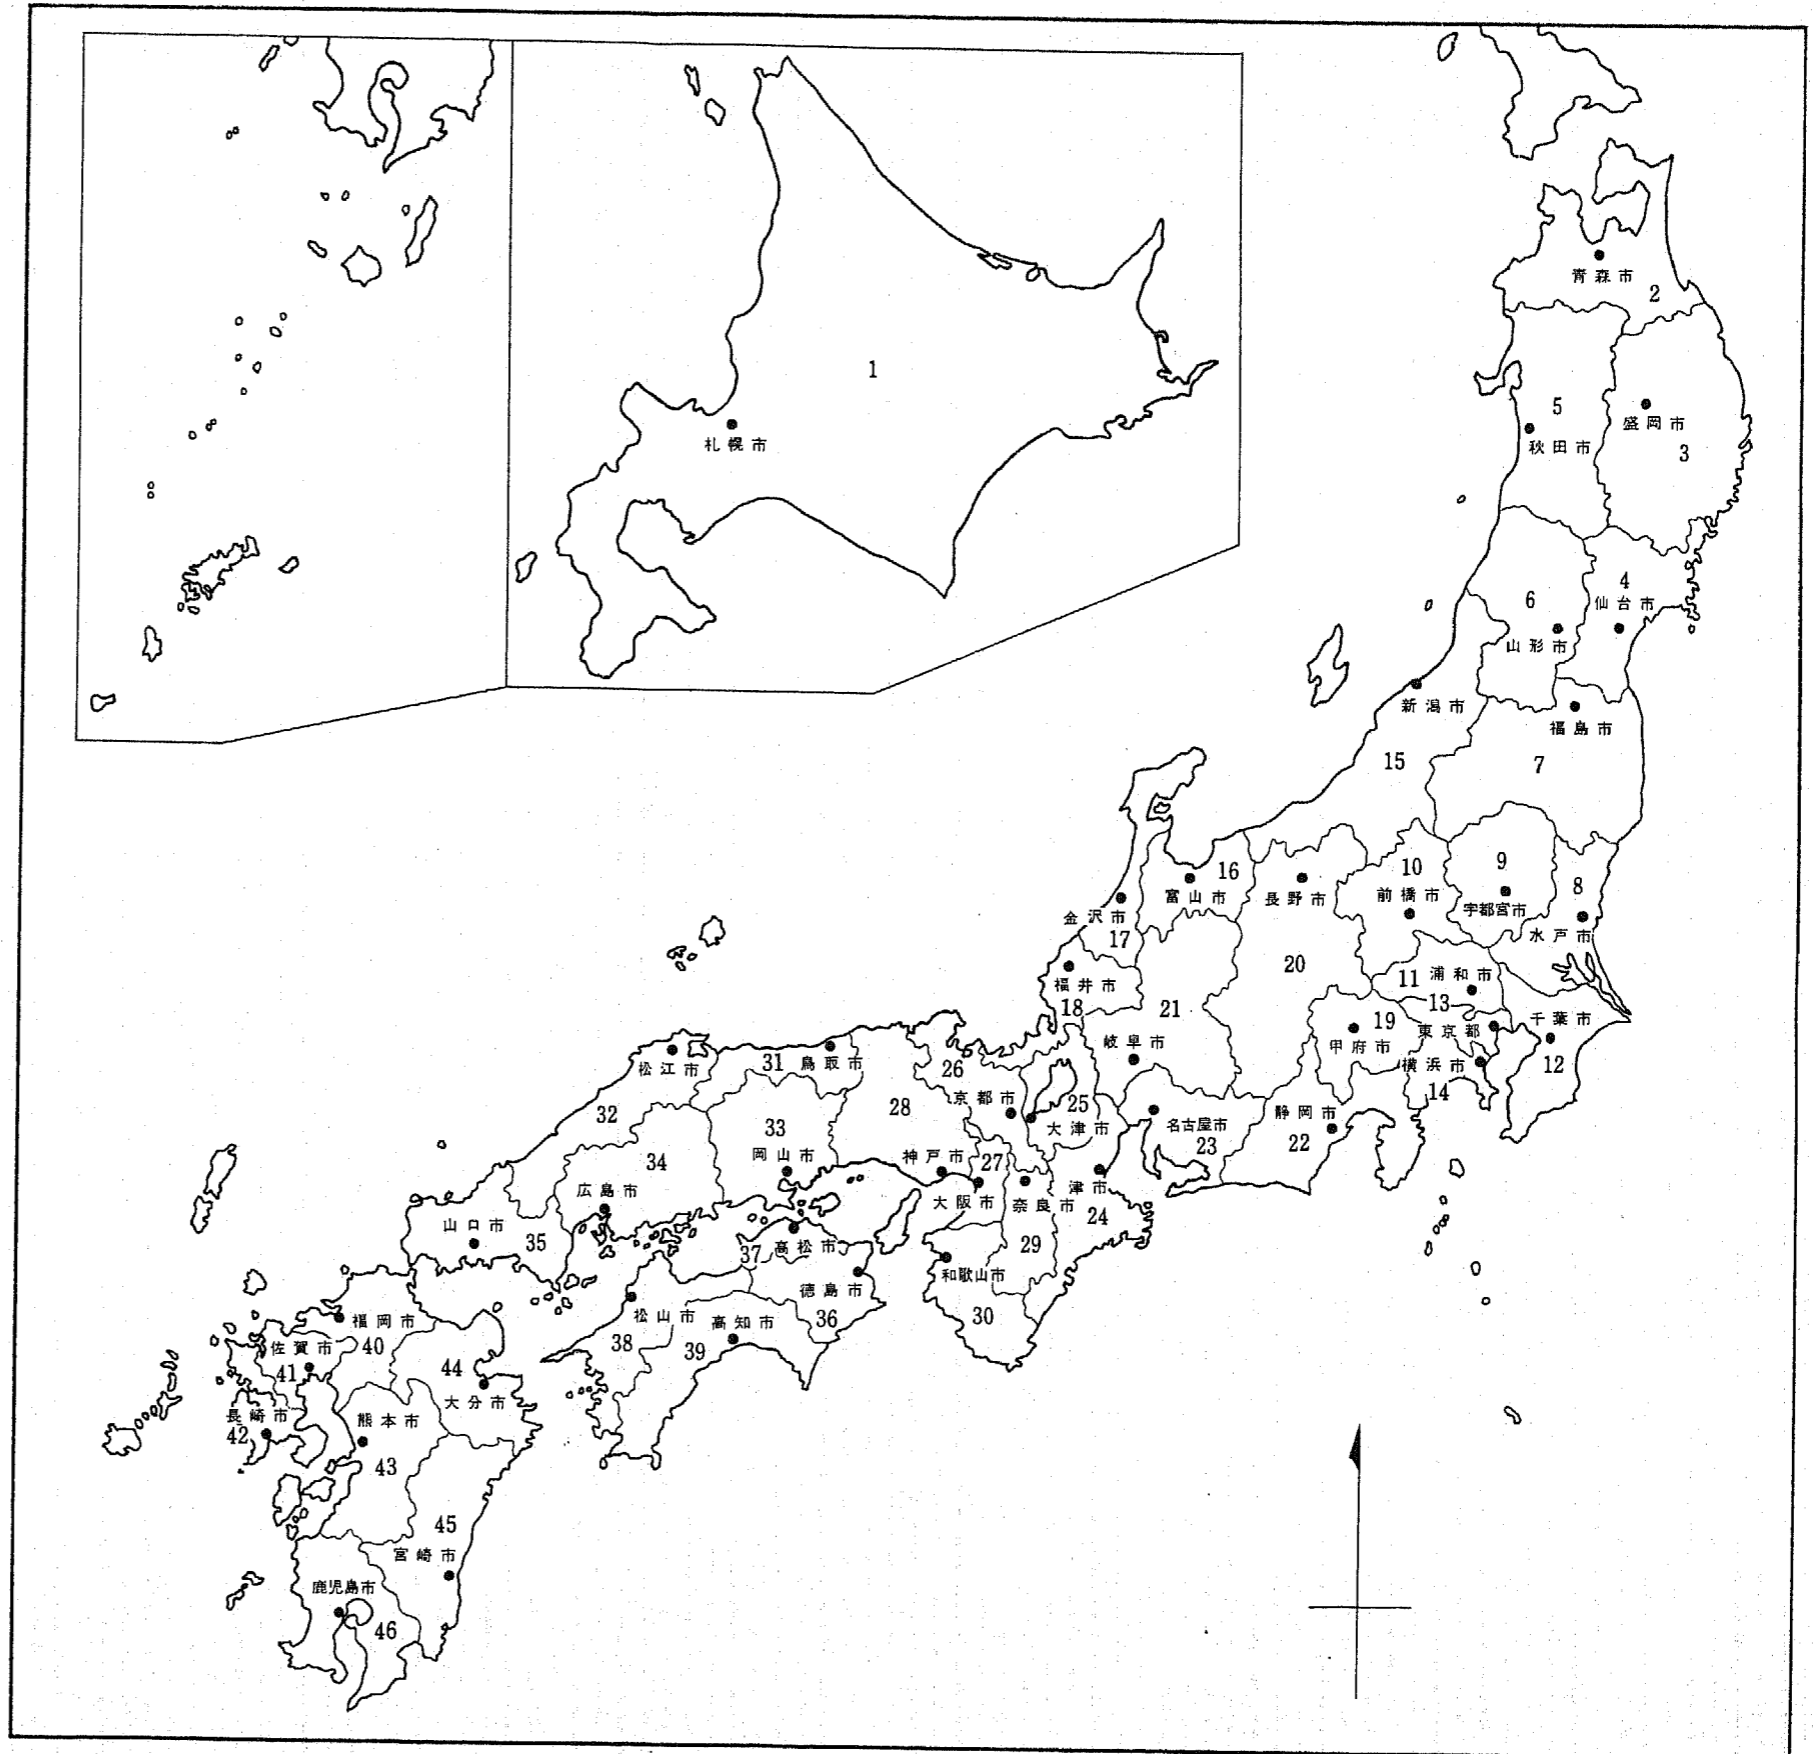 1
札幌市
青森市
2
5
秋田市
盛岡市
3
4
仙台市
6
山形市
新潟市
15
福島市
7
16
富山市
長野市
10
前橋市
9
宇都宮市
8
水戸市
金沢市
17
福井市
18
21
岐阜市
20
11
浦和市
13
東京都
19
甲府市
横浜市
14
千葉市
12
松江市
31
鳥取市
32
26
京都市
25
大津市
28
名古屋市
23
静岡市
22
33
岡山市
34
広島市
神戸市
27
大阪市
奈良市
津市
24
29
山口市
35
37
高松市
徳島市
36
和歌山市
30
松山市
38
高知市
39
福岡市
40
佐賀市
41
44
大分市
長崎市
42
熊本市
43
45
宮崎市
鹿児島市
46